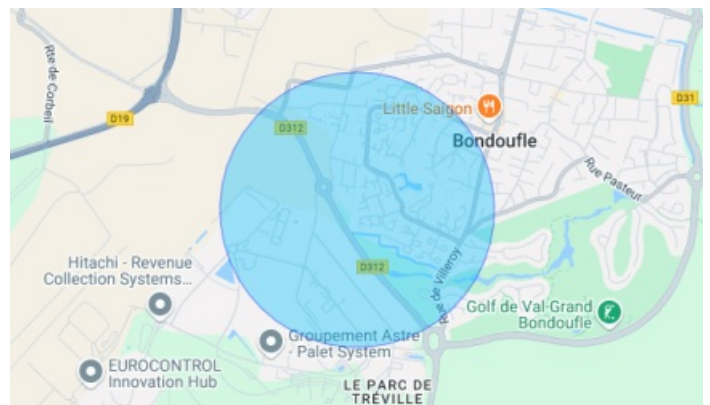 Rte de Corbeil
D19
D312
Little Saigon
Bondoufle
D31
Rue Pasteur
Hitachi - Revenue
Collection Systems...
D312
Rue de Villeroy
Golf de Val-Grand
Bondoufle
Groupement Astre
- Palet System
EUROCONTROL
Innovation Hub
LE PARC DE
TRÉVILLE